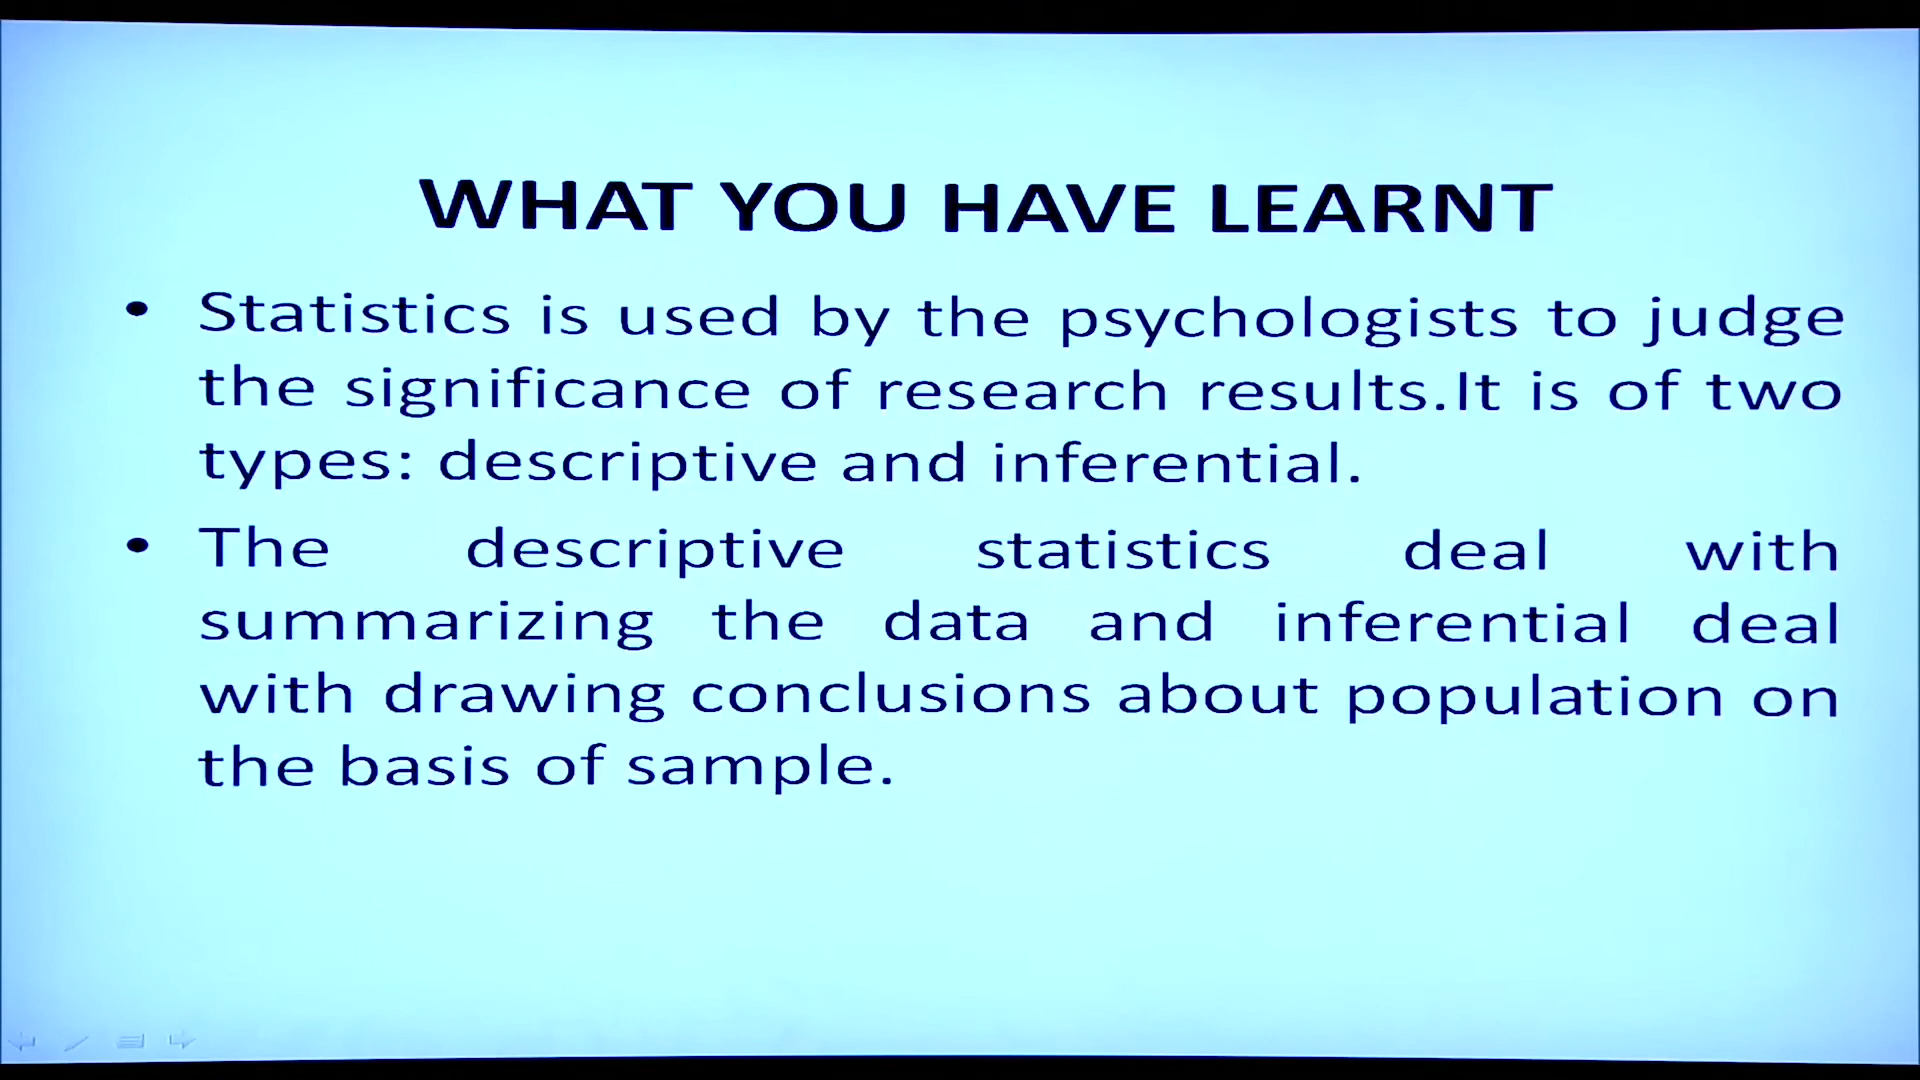 WHAT YOU HAVE LEARNT
• Statistics is used by the psychologists to judge
the significance of research results.It is of two
types: descriptive and inferential.
• The descriptive statistics deal with
summarizing the data and inferential deal
with drawing conclusions about population on
the basis of sample.